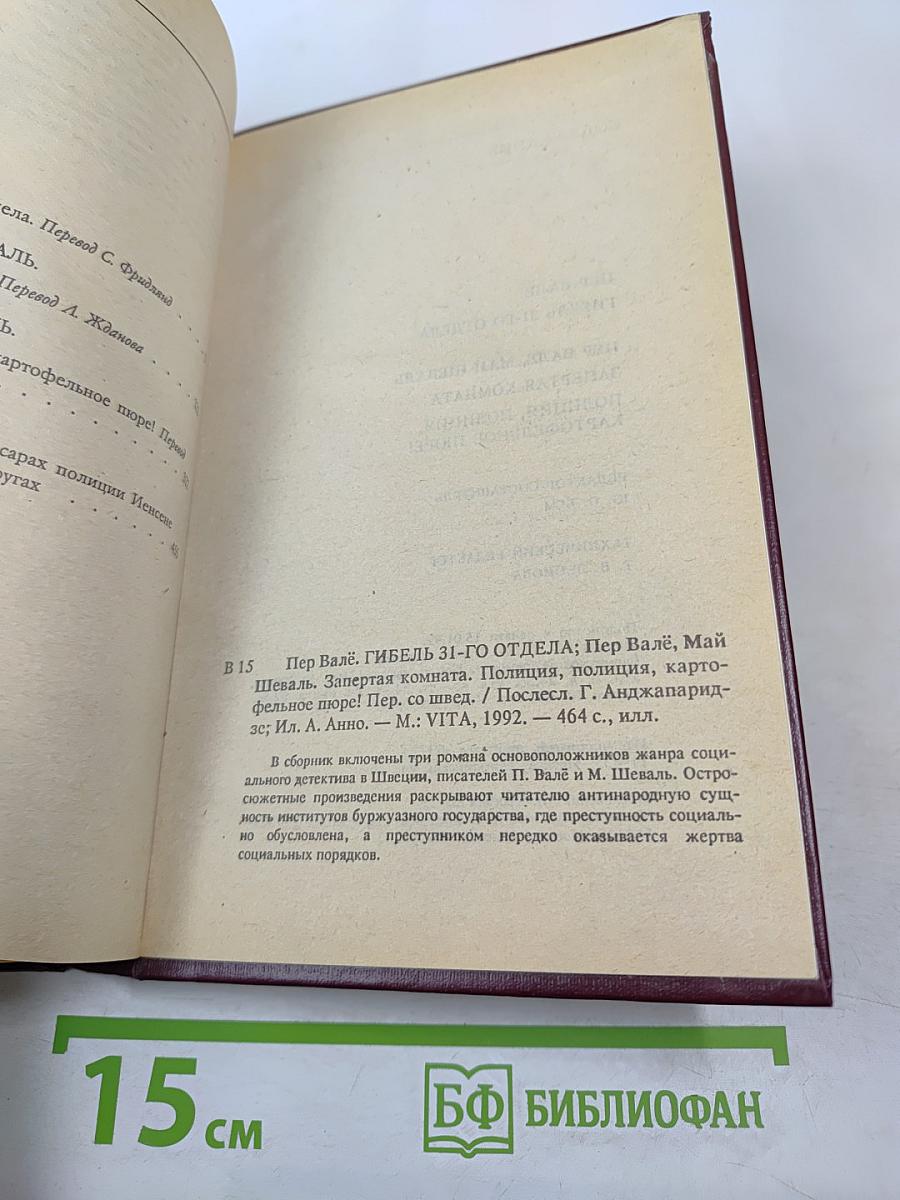 ела. Перевод С. Фридлянд
АЛЬ.
Перевод Л. Жданова
Ь.
картофельное пюре! Перевод
сарах полиции Иенсене
ругах
В 15 Пер Валё. ГИБЕЛЬ 31-ГО ОТДЕЛА; Пер Валё, Май
Шеваль. Запертая комната. Полиция, полиция, карто-
фельное пюре! Пер. со швед. / Послесл. Г. Анджапарид-
зе; Ил. А. Анно. — М.: VITA, 1992. — 464 с., илл.
В сборник включены три романа основоположников жанра соци-
ального детектива в Швеции, писателей П. Валё и М. Шеваль. Остро-
сюжетные произведения раскрывают читателю антинародную сущ-
ность институтов буржуазного государства, где преступность социаль-
но обусловлена, а преступником нередко оказывается жертва
социальных порядков.
15 см
БФ БИБЛИОФАН